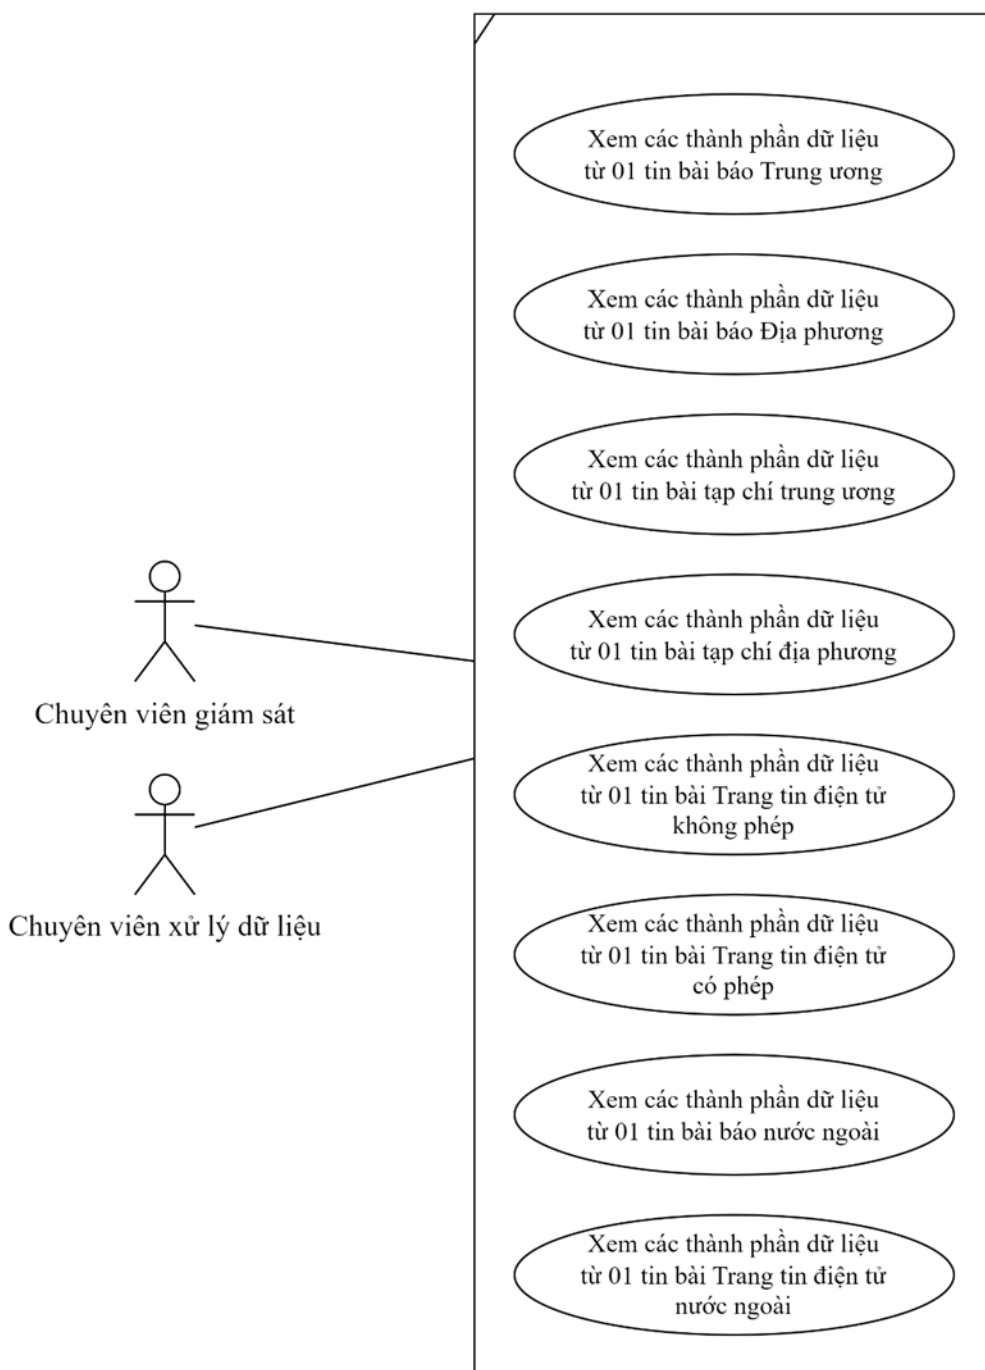 Xem các thành phần dữ liệu
từ 01 tin bài báo Trung ương
Xem các thành phần dữ liệu
từ 01 tin bài báo Địa phương
Xem các thành phần dữ liệu
từ 01 tin bài tạp chí trung ương
Xem các thành phần dữ liệu
từ 01 tin bài tạp chí địa phương
Chuyên viên giám sát
Xem các thành phần dữ liệu
từ 01 tin bài Trang tin điện tử
không phép
Chuyên viên xử lý dữ liệu
Xem các thành phần dữ liệu
từ 01 tin bài Trang tin điện tử
có phép
Xem các thành phần dữ liệu
từ 01 tin bài báo nước ngoài
Xem các thành phần dữ liệu
từ 01 tin bài Trang tin điện tử
nước ngoài